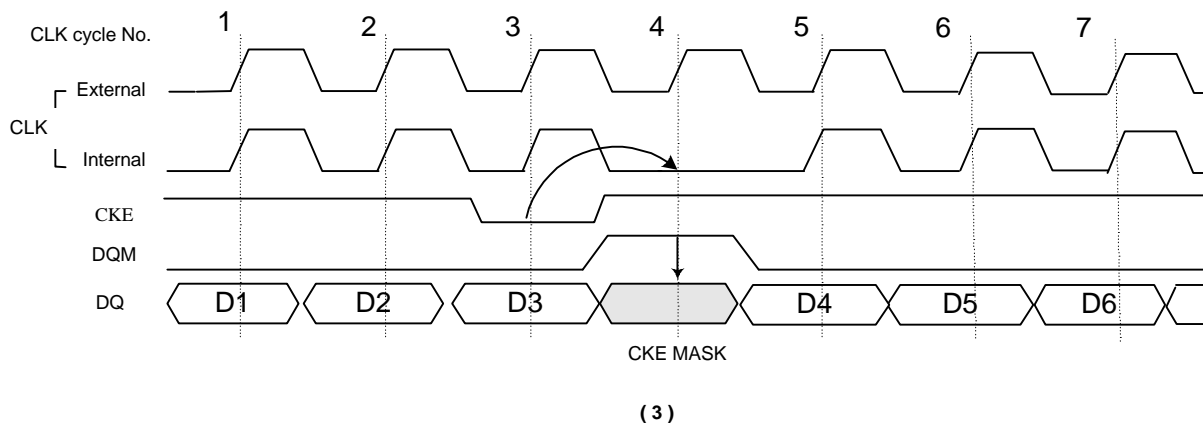 CLK cycle No. 1 2 3 4 5 6 7
External
CLK
Internal
CKE
DQM
DQ D1 D2 D3 D4 D5 D6
CKE MASK
( 3 )